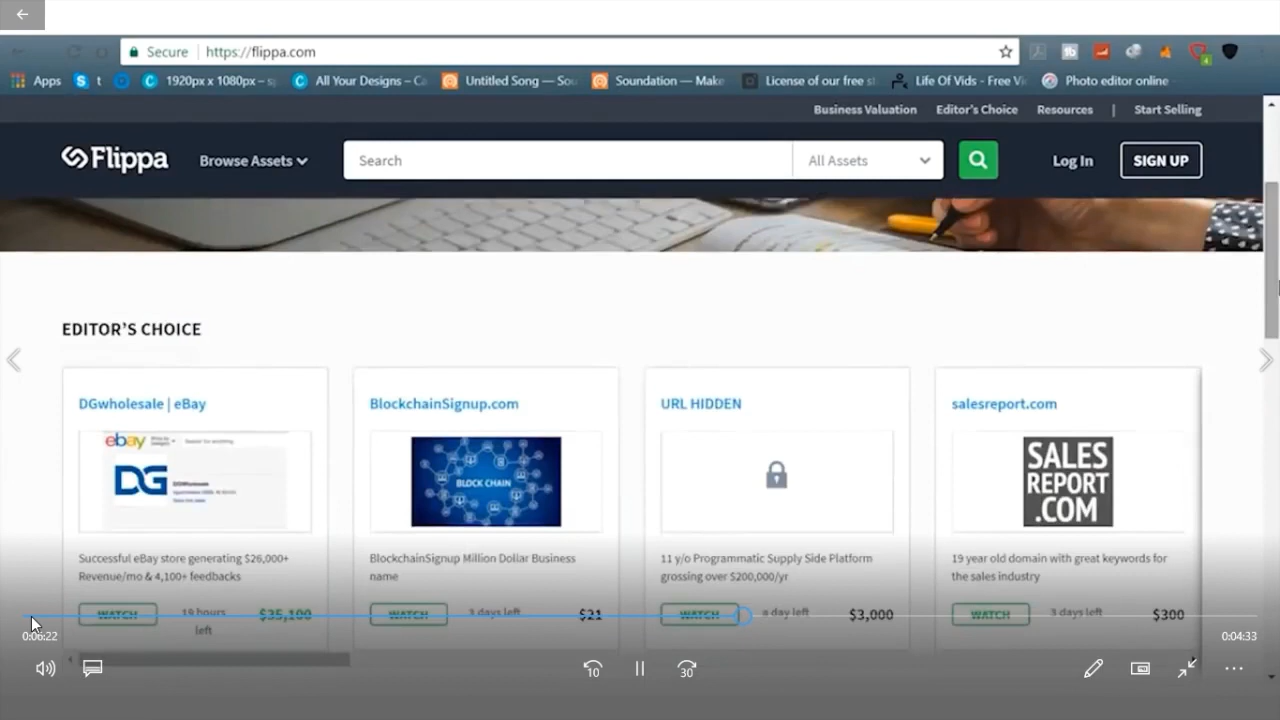 Secure https://flippa.com
Apps t 1920px x 1080px – s All Your Designs – Ca Untitled Song — Sou Soundation — Make License of our free st Life Of Vids - Free Vi Photo editor online
Business Valuation Editor's Choice Resources | Start Selling
Flippa Browse Assets Search All Assets Log In SIGN UP
EDITOR'S CHOICE
DGwholesale | eBay BlockchainSignup.com URL HIDDEN salesreport.com
ebay
DG
BLOCK CHAIN
SALES
REPORT
.COM
Successful eBay store generating $26,000+ BlockchainSignup Million Dollar Business 11 y/o Programmatic Supply Side Platform 19 year old domain with great keywords for
Revenue/mo & 4,100+ feedbacks name grossing over $200,000/yr the sales industry
WATCH 19 hours left $35,100 WATCH 3 days left $21 WATCH a day left $3,000 WATCH 3 days left $300
0:06:22 0:04:33
10 30